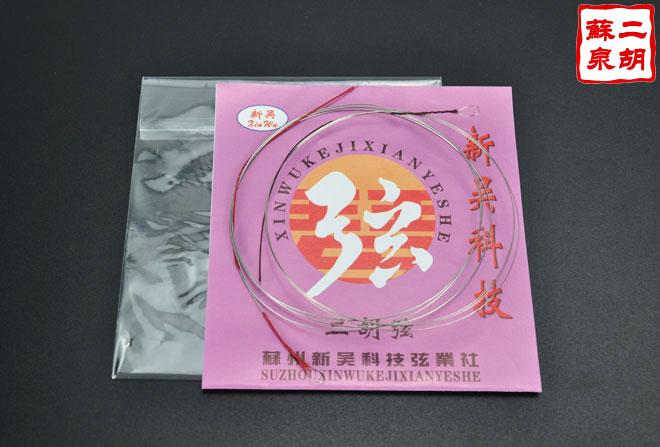 二胡
蘇泉
新吴
XinWu
XINWUKEJIXIANYESHE
弦
新吴科技
二胡弦
蘇州新吴科技弦業社
SUZHOUXINWUKEJIXIANYESHE